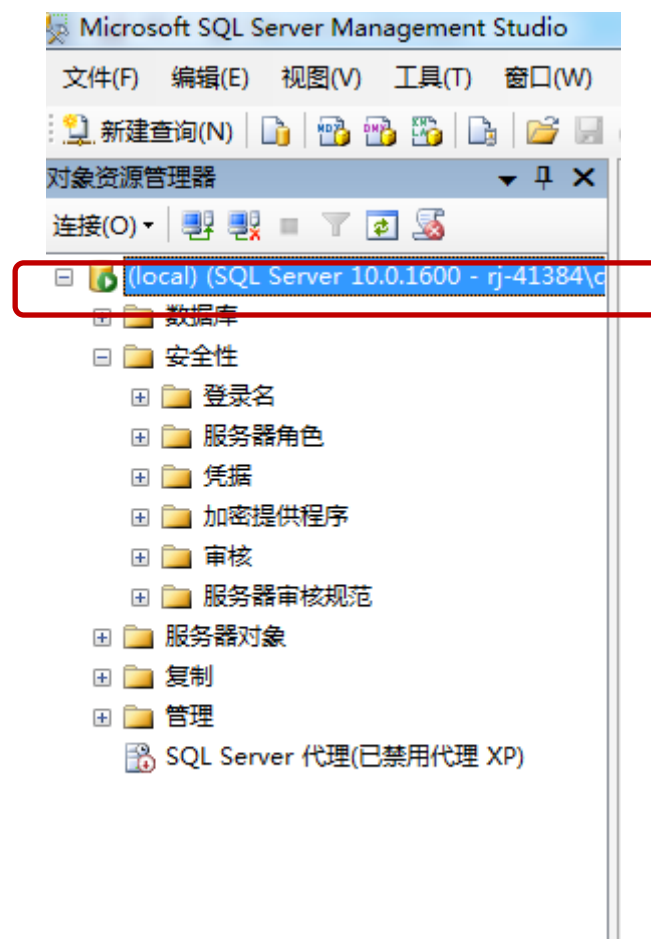 Microsoft SQL Server Management Studio
文件(F) 编辑(E) 视图(V) 工具(T) 窗口(W)
新建查询(N)
对象资源管理器
连接(O)
(local) (SQL Server 10.0.1600 - rj-41384\c
数据库
安全性
登录名
服务器角色
凭据
加密提供程序
审核
服务器审核规范
服务器对象
复制
管理
SQL Server 代理(已禁用代理 XP)